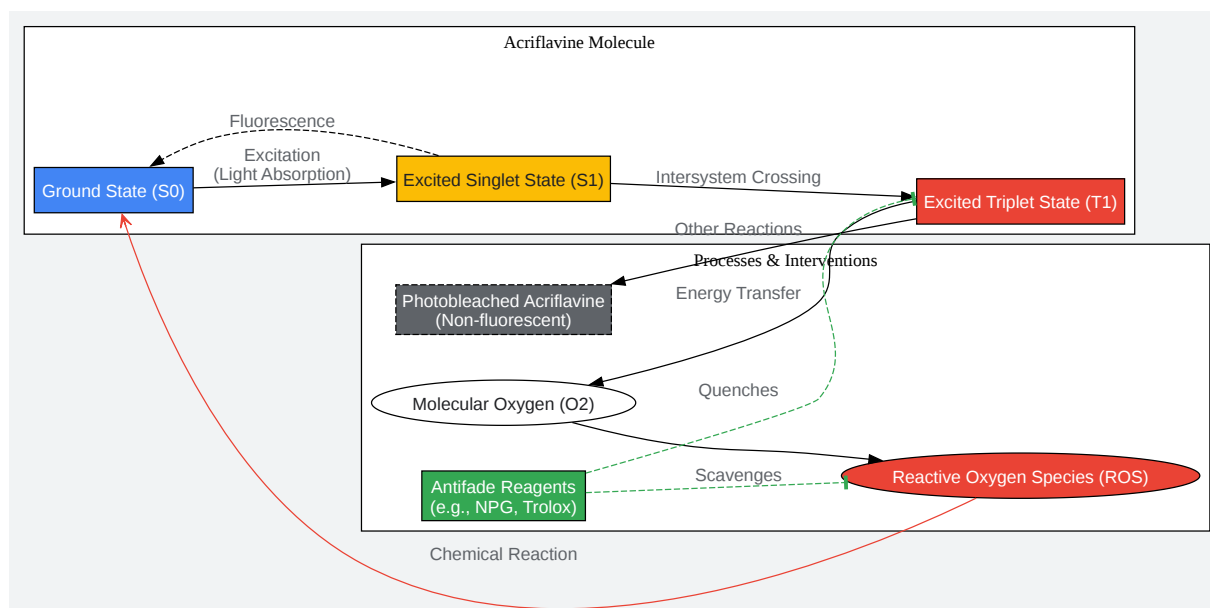 Acriflavine Molecule
Fluorescence
Excitation
(Light Absorption)
Ground State (S0)
Excited Singlet State (S1)
Intersystem Crossing
Excited Triplet State (T1)
Other Reactions
Processes & Interventions
Photobleached Acriflavine
(Non-fluorescent)
Energy Transfer
Molecular Oxygen (O2)
Quenches
Antifade Reagents
(e.g., NPG, Trolox)
Scavenges
Reactive Oxygen Species (ROS)
Chemical Reaction